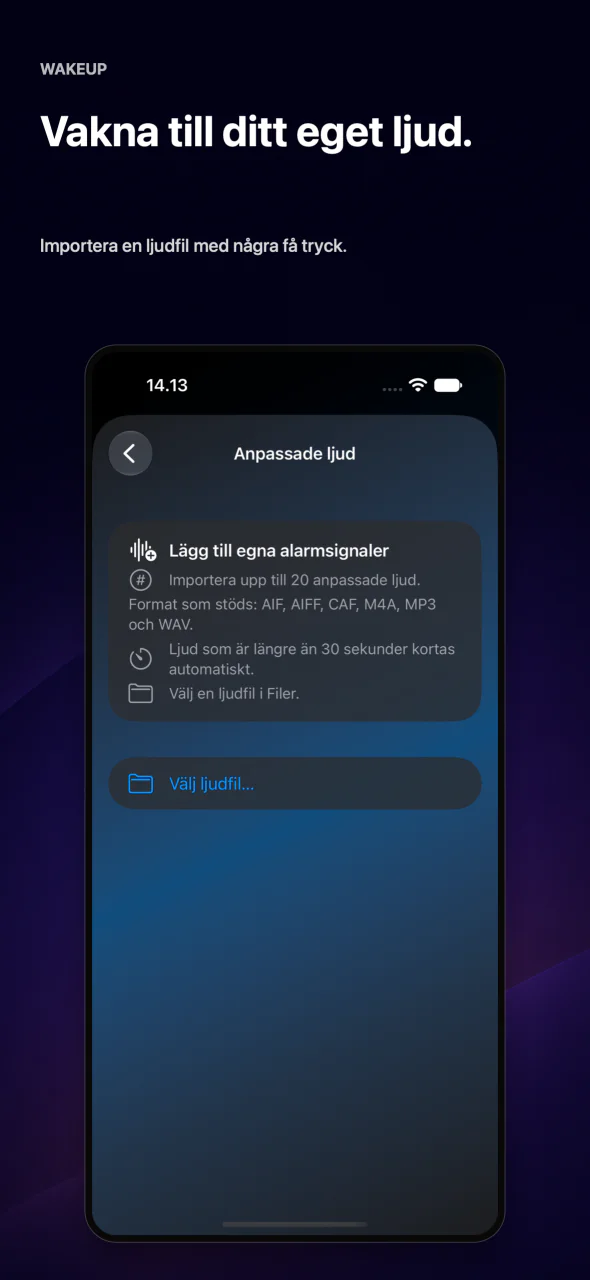 WAKEUP
Vakna till ditt eget ljud.
Importera en ljudfil med några få tryck.
14.13
Anpassade ljud
Lägg till egna alarmsignaler
# Importera upp till 20 anpassade ljud.
Format som stöds: AIF, AIFF, CAF, M4A, MP3
och WAV.
Ljud som är längre än 30 sekunder kortas
automatiskt.
Välj en ljudfil i Filer.
Välj ljudfil...